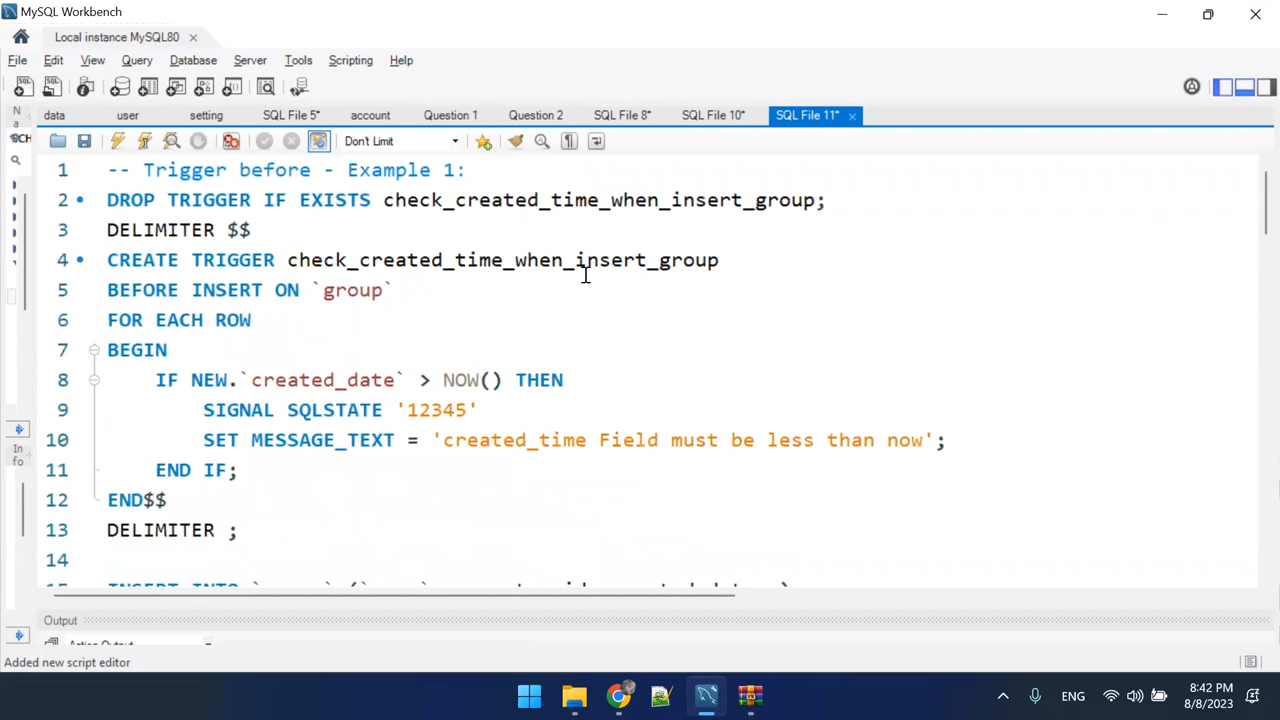 MySQL Workbench
Local instance MySQL80
File Edit View Query Database Server Tools Scripting Help
data user setting SQL File 5* account Question 1 Question 2 SQL File 8* SQL File 10* SQL File 11*
Don't Limit
1 -- Trigger before - Example 1:
2 DROP TRIGGER IF EXISTS check_created_time_when_insert_group;
3 DELIMITER $$
4 CREATE TRIGGER check_created_time_when_insert_group
5 BEFORE INSERT ON `group`
6 FOR EACH ROW
7 BEGIN
8 IF NEW.`created_date` > NOW() THEN
9 SIGNAL SQLSTATE '12345'
10 SET MESSAGE_TEXT = 'created_time Field must be less than now';
11 END IF;
12 END$$
13 DELIMITER ;
14
Output
Added new script editor
ENG
8:42 PM
8/8/2023